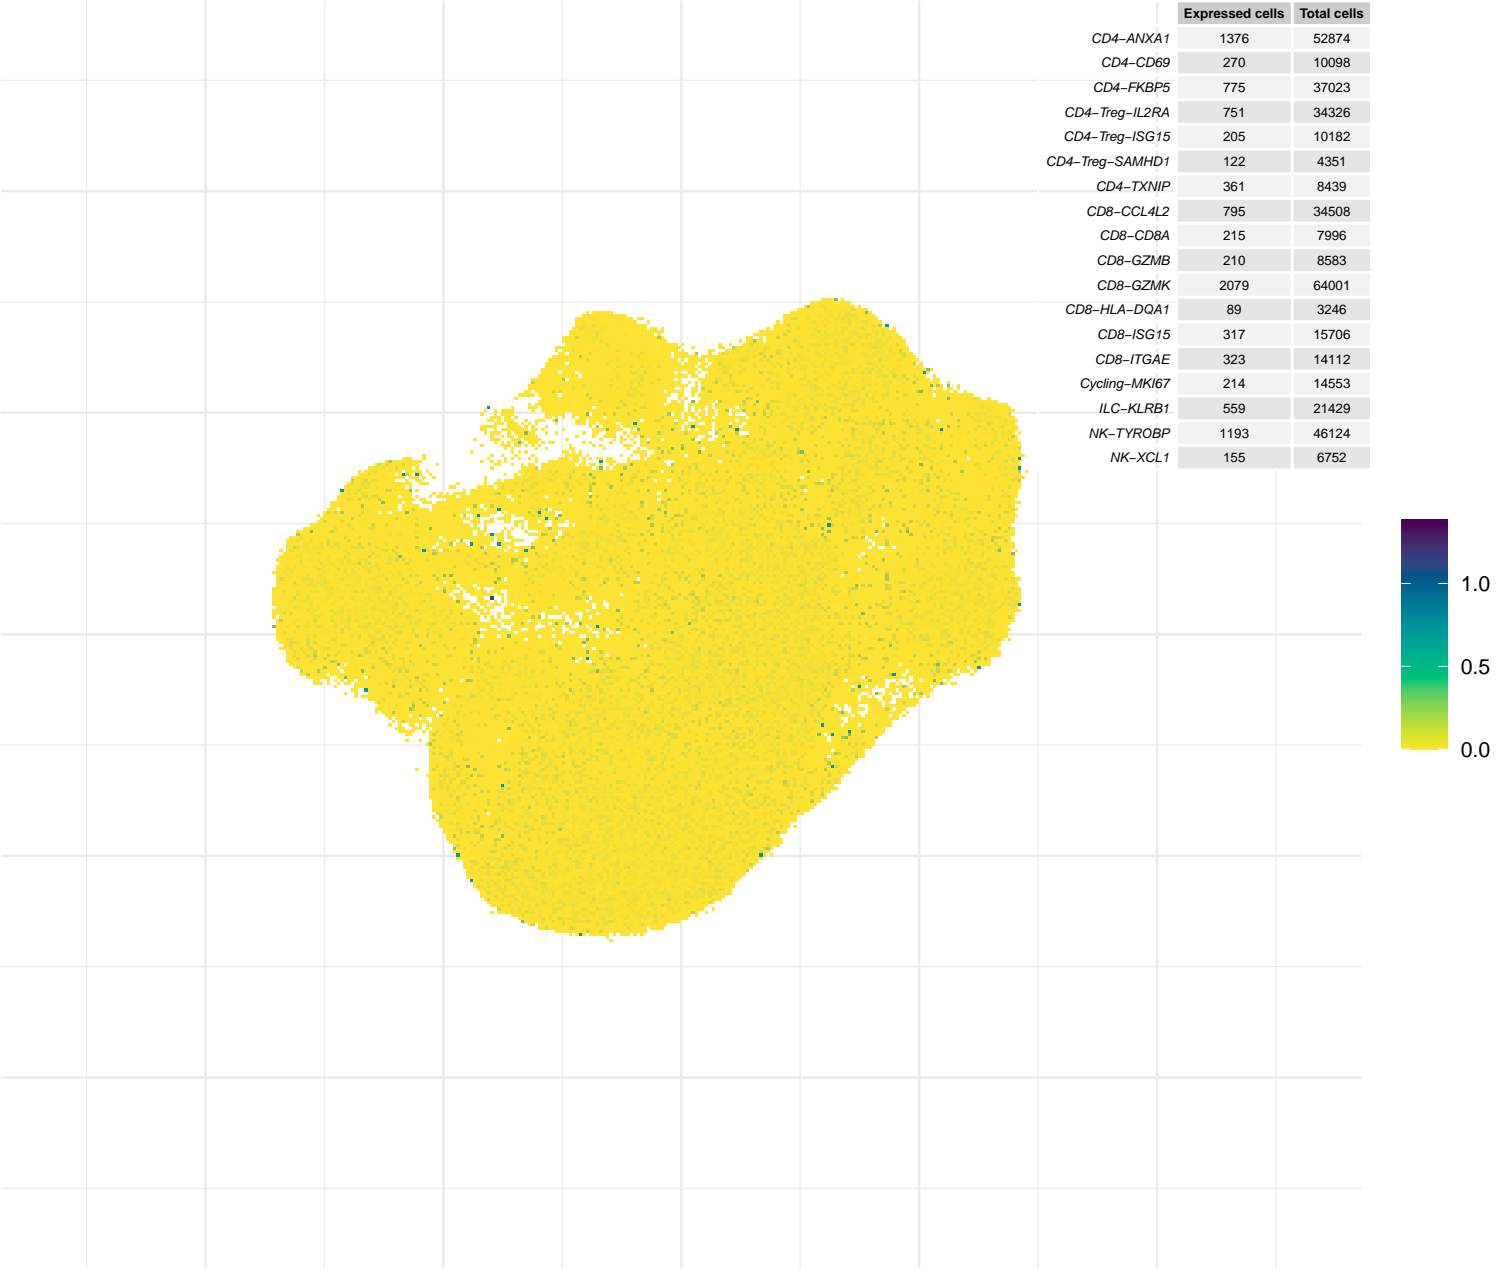 Expressed cells Total cells
CD4−ANXA1 1376 52874
CD4−CD69 270 10098
CD4−FKBP5 775 37023
CD4−Treg−IL2RA 751 34326
CD4−Treg−ISG15 205 10182
CD4−Treg−SAMHD1 122 4351
CD4−TXNIP 361 8439
CD8−CCL4L2 795 34508
CD8−CD8A 215 7996
CD8−GZMB 210 8583
CD8−GZMK 2079 64001
CD8−HLA−DQA1 89 3246
CD8−ISG15 317 15706
CD8−ITGAE 323 14112
Cycling−MKI67 214 14553
ILC−KLRB1 559 21429
NK−TYROBP 1193 46124
NK−XCL1 155 6752
1.0
0.5
0.0